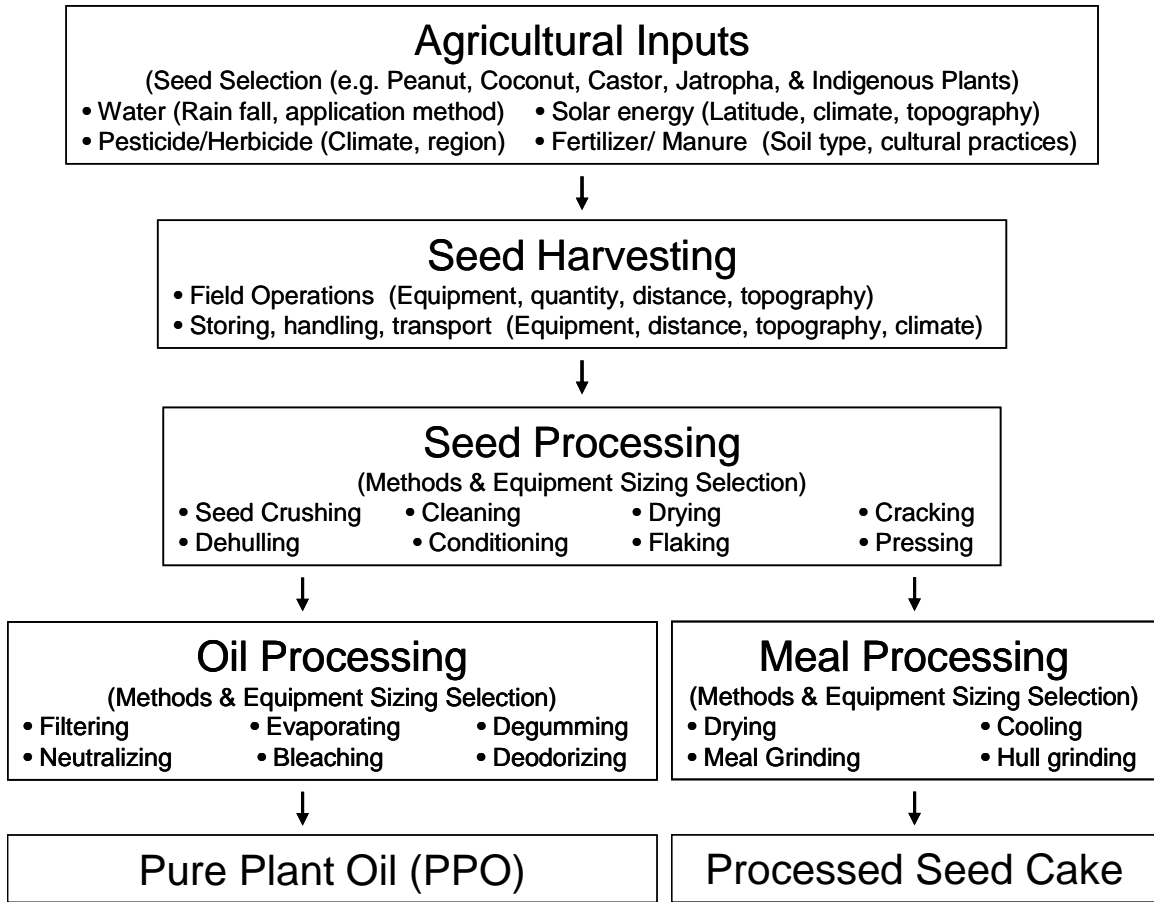 Agricultural Inputs
(Seed Selection (e.g. Peanut, Coconut, Castor, Jatropha, & Indigenous Plants)
• Water (Rain fall, application method) • Solar energy (Latitude, climate, topography)
• Pesticide/Herbicide (Climate, region) • Fertilizer/ Manure (Soil type, cultural practices)
Seed Harvesting
• Field Operations (Equipment, quantity, distance, topography)
• Storing, handling, transport (Equipment, distance, topography, climate)
Seed Processing
(Methods & Equipment Sizing Selection)
• Seed Crushing • Cleaning • Drying • Cracking
• Dehulling • Conditioning • Flaking • Pressing
Oil Processing
(Methods & Equipment Sizing Selection)
• Filtering • Evaporating • Degumming
• Neutralizing • Bleaching • Deodorizing
Meal Processing
(Methods & Equipment Sizing Selection)
• Drying • Cooling
• Meal Grinding • Hull grinding
Pure Plant Oil (PPO)
Processed Seed Cake